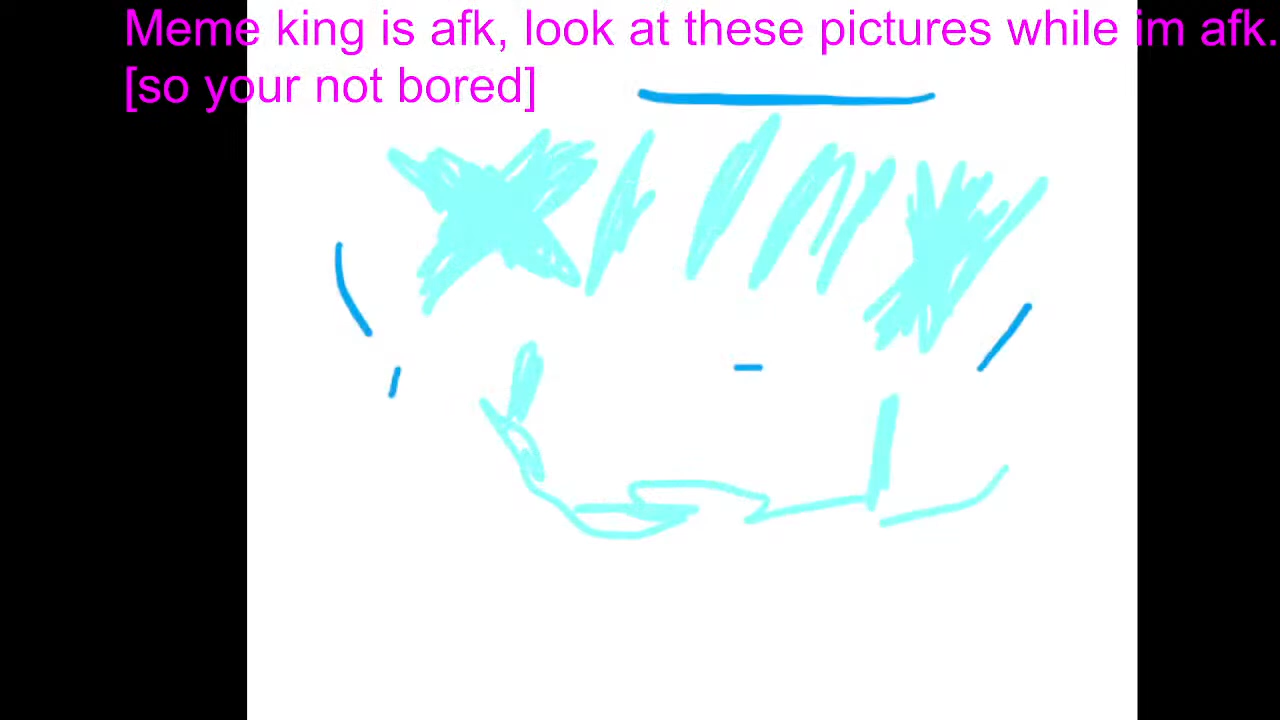 Meme king is afk, look at these pictures while im afk.
[so your not bored]